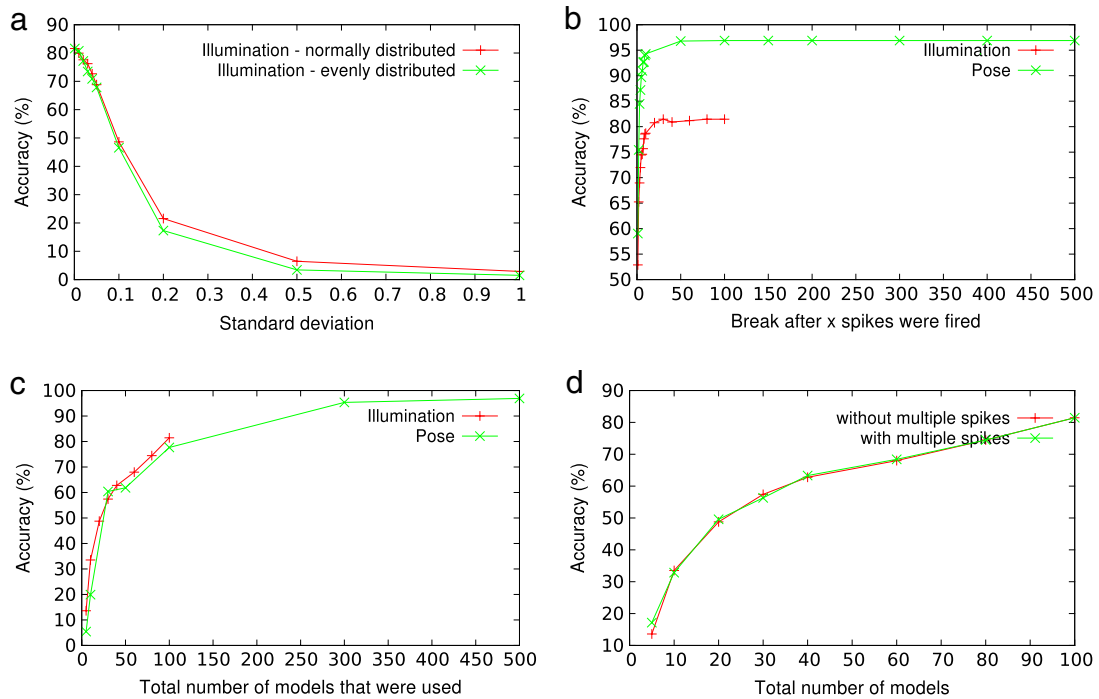 a
90
80
70
60
50
40
30
20
10
0
Accuracy (%)
Illumination - normally distributed
Illumination - evenly distributed
0 0.1 0.2 0.3 0.4 0.5 0.6 0.7 0.8 0.9 1
Standard deviation
b
100
95
90
85
80
75
70
65
60
55
50
Accuracy (%)
Illumination
Pose
0 50 100 150 200 250 300 350 400 450 500
Break after x spikes were fired
c
100
90
80
70
60
50
40
30
20
10
0
Accuracy (%)
Illumination
Pose
0 50 100 150 200 250 300 350 400 450 500
Total number of models that were used
d
90
80
70
60
50
40
30
20
10
Accuracy (%)
without multiple spikes
with multiple spikes
0 10 20 30 40 50 60 70 80 90 100
Total number of models